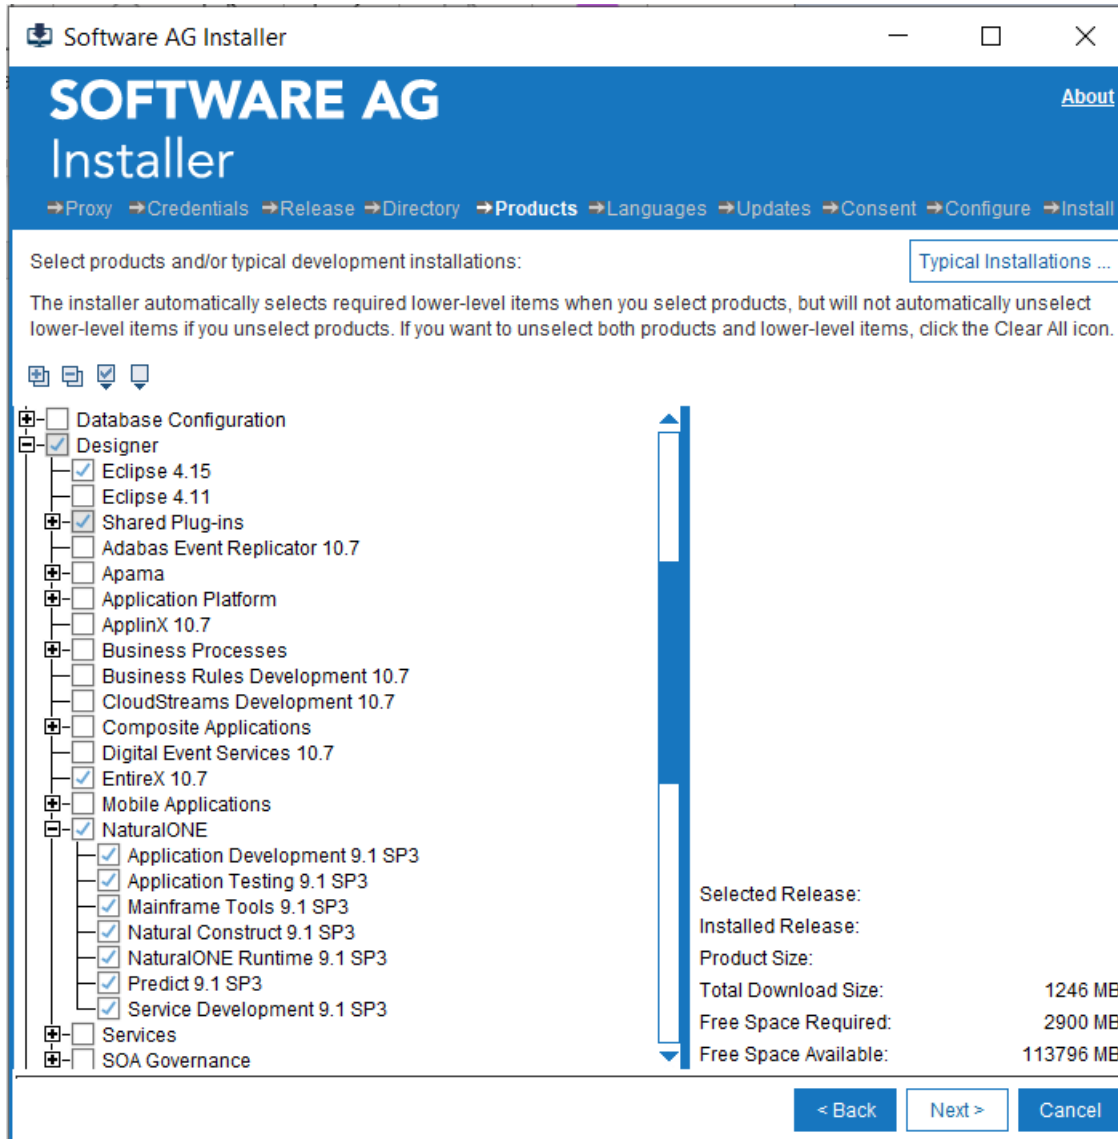 Software AG Installer
SOFTWARE AG
Installer
About
Proxy Credentials Release Directory Products Languages Updates Consent Configure Install
Select products and/or typical development installations:
Typical Installations ...
The installer automatically selects required lower-level items when you select products, but will not automatically unselect
lower-level items if you unselect products. If you want to unselect both products and lower-level items, click the Clear All icon.
Database Configuration
Designer
Eclipse 4.15
Eclipse 4.11
Shared Plug-ins
Adabas Event Replicator 10.7
Apama
Application Platform
ApplinX 10.7
Business Processes
Business Rules Development 10.7
CloudStreams Development 10.7
Composite Applications
Digital Event Services 10.7
EntireX 10.7
Mobile Applications
NaturalONE
Application Development 9.1 SP3
Application Testing 9.1 SP3
Mainframe Tools 9.1 SP3
Natural Construct 9.1 SP3
NaturalONE Runtime 9.1 SP3
Predict 9.1 SP3
Service Development 9.1 SP3
Services
SOA Governance
Selected Release:
Installed Release:
Product Size:
Total Download Size: 1246 MB
Free Space Required: 2900 MB
Free Space Available: 113796 MB
< Back
Next >
Cancel